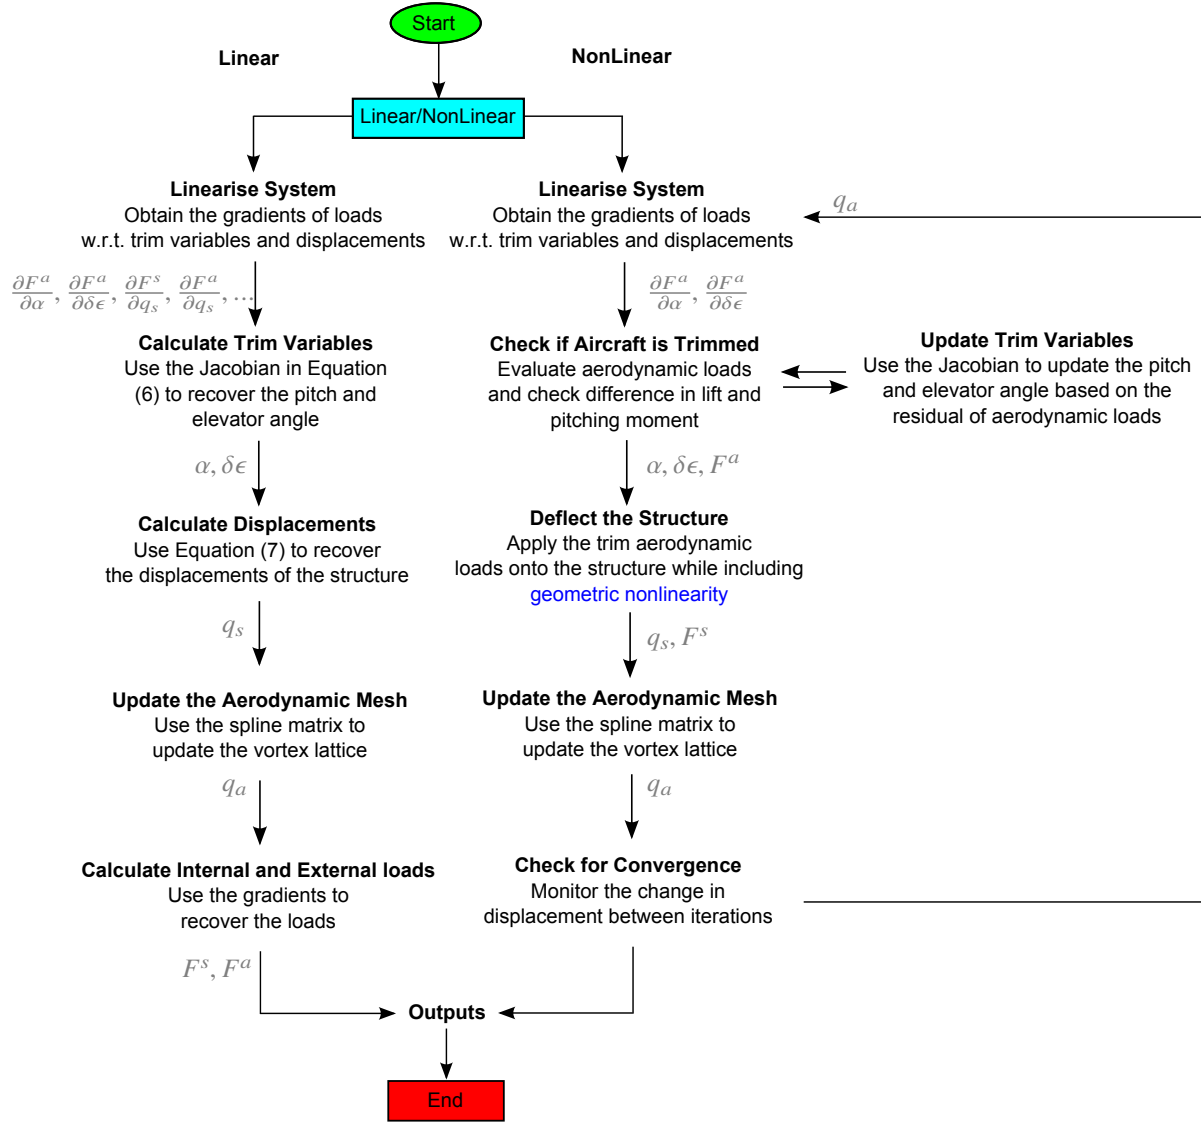 Start
Linear
NonLinear
Linear/NonLinear
Linearise System
Obtain the gradients of loads
w.r.t. trim variables and displacements
∂F^a/∂α, ∂F^a/∂δϵ, ∂F^s/∂q_s, ∂F^a/∂q_s, ...
Calculate Trim Variables
Use the Jacobian in Equation
(6) to recover the pitch and
elevator angle
α, δϵ
Calculate Displacements
Use Equation (7) to recover
the displacements of the structure
q_s
Update the Aerodynamic Mesh
Use the spline matrix to
update the vortex lattice
q_a
Calculate Internal and External loads
Use the gradients to
recover the loads
F^s, F^a
Linearise System
Obtain the gradients of loads
w.r.t. trim variables and displacements
q_a
∂F^a/∂α, ∂F^a/∂δϵ
Check if Aircraft is Trimmed
Evaluate aerodynamic loads
and check difference in lift and
pitching moment
Update Trim Variables
Use the Jacobian to update the pitch
and elevator angle based on the
residual of aerodynamic loads
α, δϵ, F^a
Deflect the Structure
Apply the trim aerodynamic
loads onto the structure while including
geometric nonlinearity
q_s, F^s
Update the Aerodynamic Mesh
Use the spline matrix to
update the vortex lattice
q_a
Check for Convergence
Monitor the change in
displacement between iterations
Outputs
End